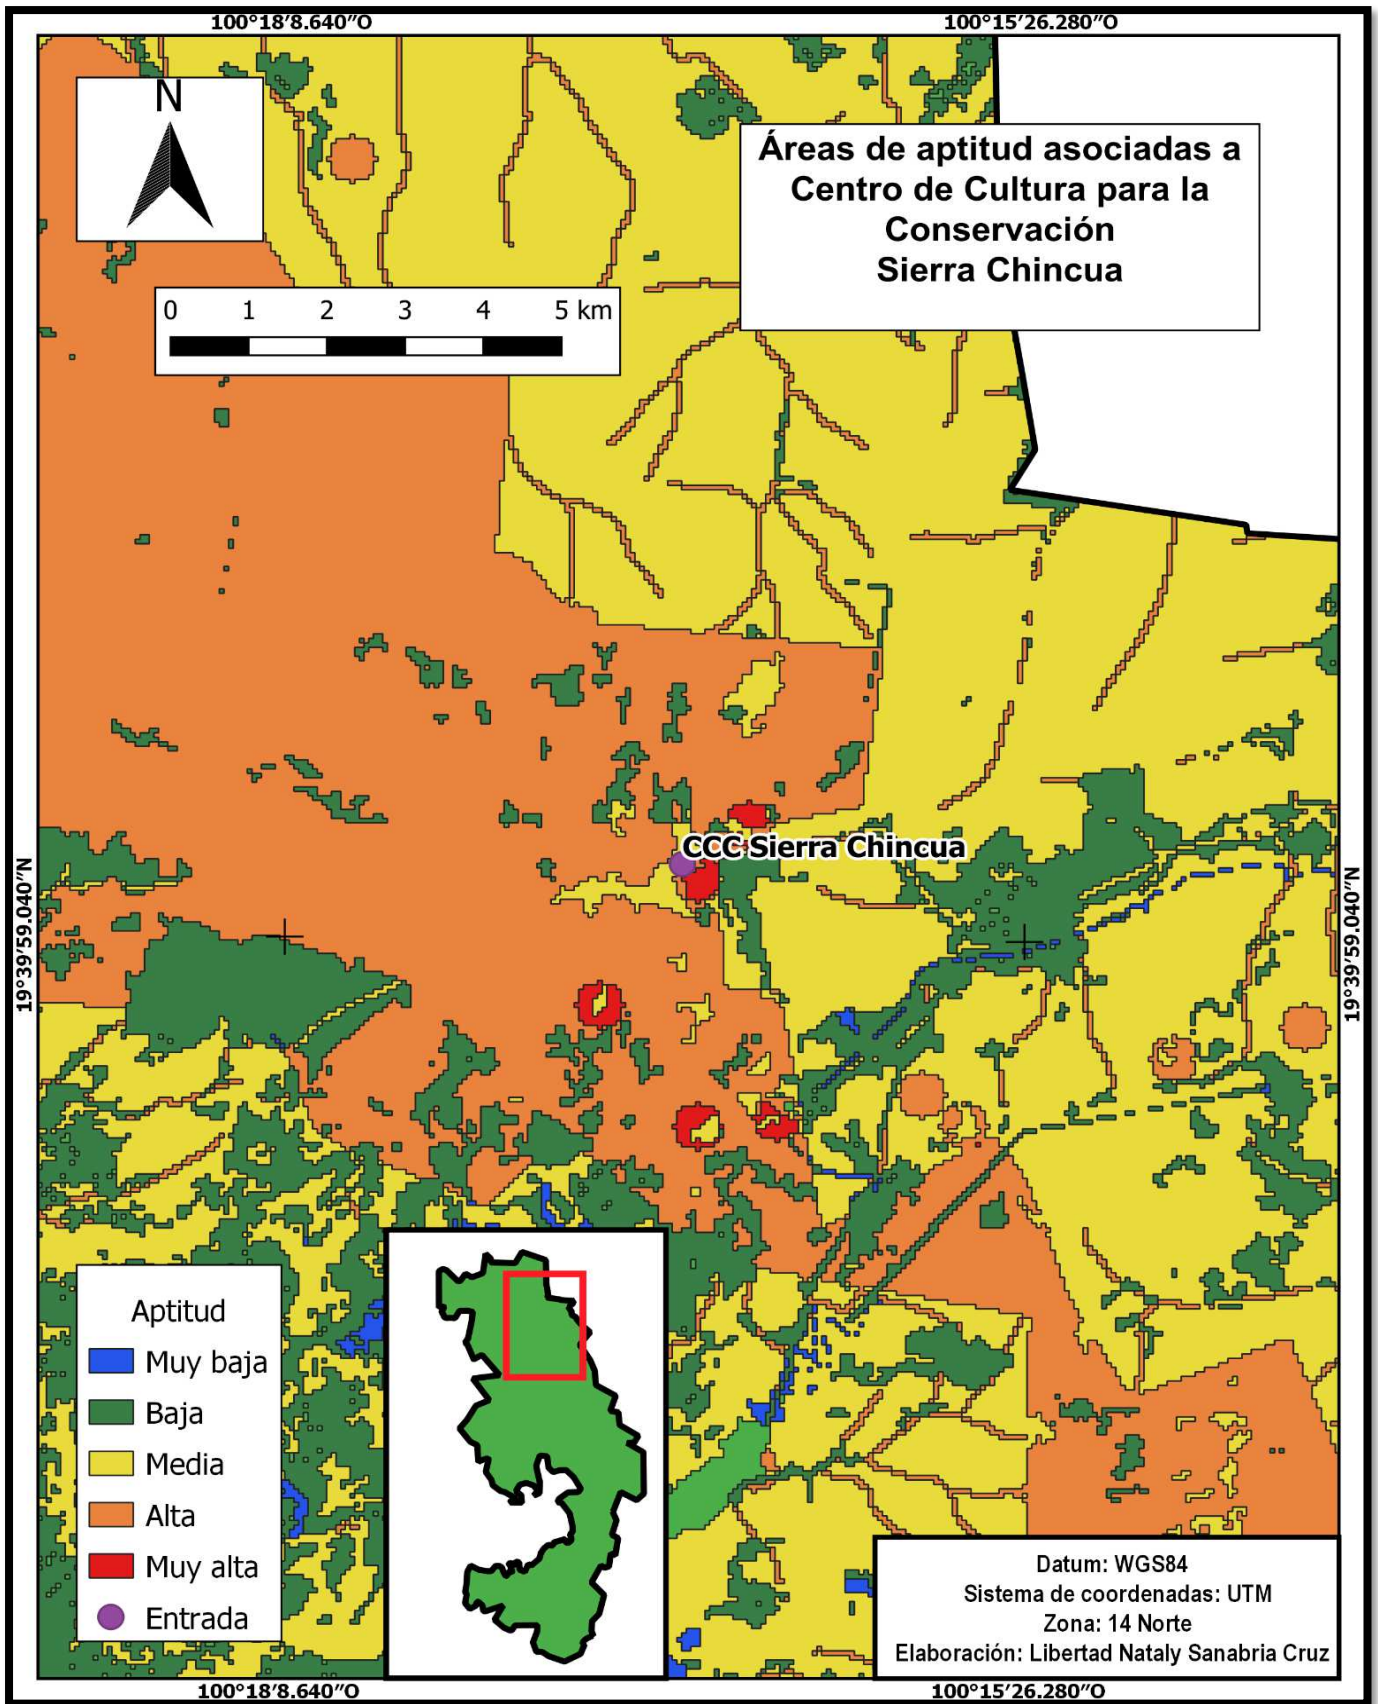 100°18′8.640″O
100°15′26.280″O
N
Áreas de aptitud asociadas a
Centro de Cultura para la
Conservación
Sierra Chincua
0 1 2 3 4 5 km
CCC Sierra Chincua
19°39′59.040″N
19°39′59.040″N
Aptitud
Muy baja
Baja
Media
Alta
Muy alta
Entrada
Datum: WGS84
Sistema de coordenadas: UTM
Zona: 14 Norte
Elaboración: Libertad Nataly Sanabria Cruz
100°18′8.640″O
100°15′26.280″O